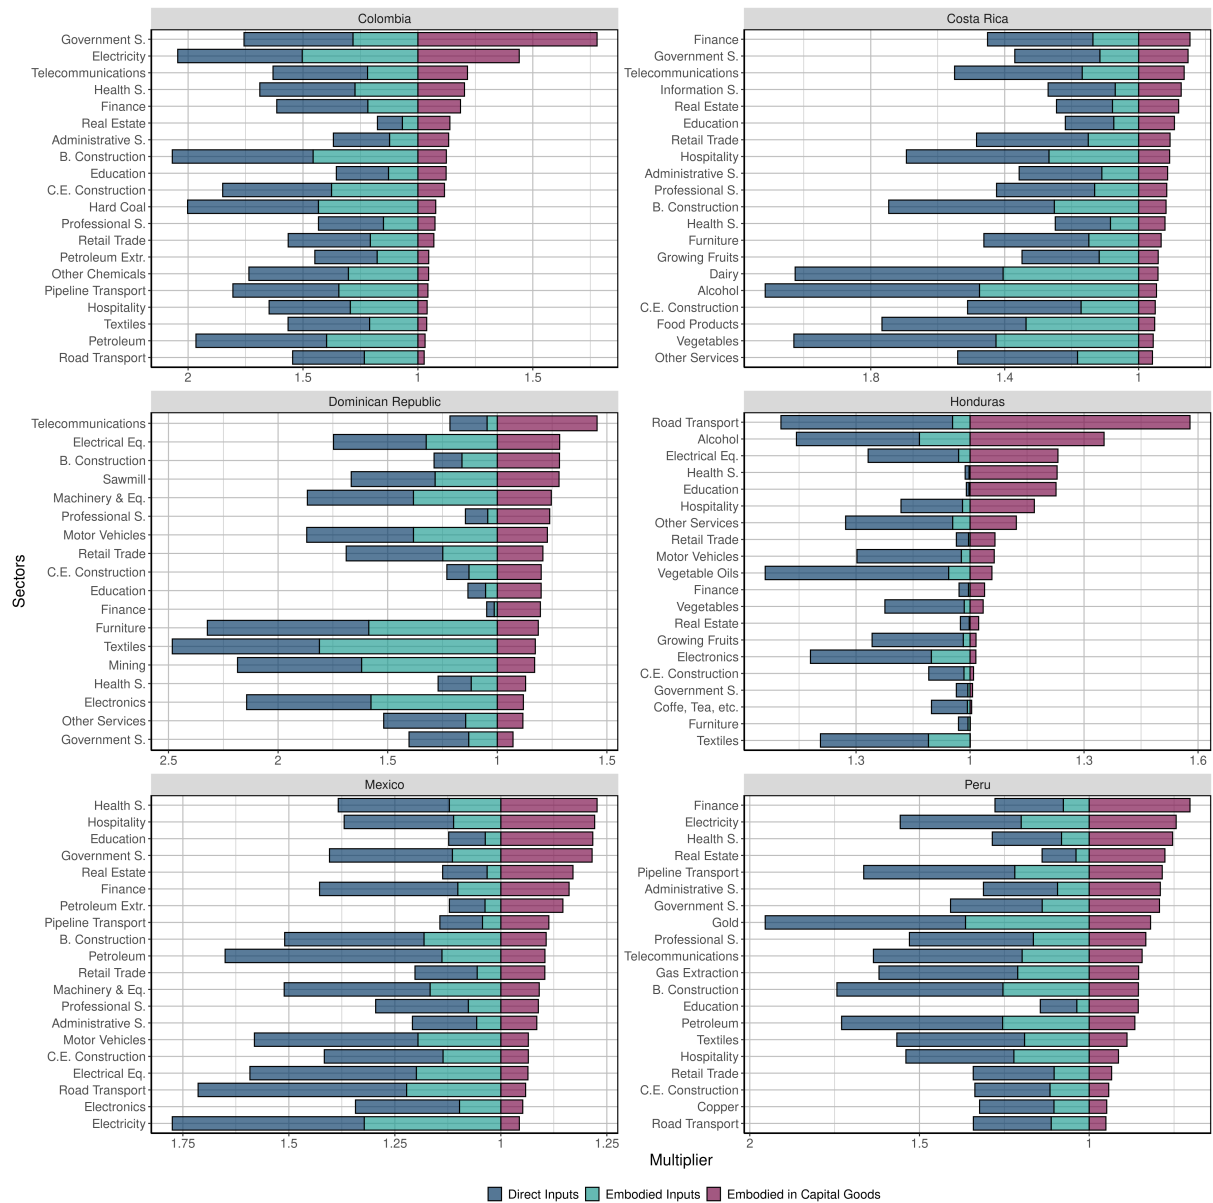 Colombia
Government S.
Electricity
Telecommunications
Health S.
Finance
Real Estate
Administrative S.
B. Construction
Education
C.E. Construction
Hard Coal
Professional S.
Retail Trade
Petroleum Extr.
Other Chemicals
Pipeline Transport
Hospitality
Textiles
Petroleum
Road Transport
2 1.5 1 1.5
Costa Rica
Finance
Government S.
Telecommunications
Information S.
Real Estate
Education
Retail Trade
Hospitality
Administrative S.
Professional S.
B. Construction
Health S.
Furniture
Growing Fruits
Dairy
Alcohol
C.E. Construction
Food Products
Vegetables
Other Services
1.8 1.4 1
Dominican Republic
Telecommunications
Electrical Eq.
B. Construction
Sawmill
Machinery & Eq.
Professional S.
Motor Vehicles
Retail Trade
C.E. Construction
Education
Finance
Furniture
Textiles
Mining
Health S.
Electronics
Other Services
Government S.
2.5 2 1.5 1 1.5
Honduras
Road Transport
Alcohol
Electrical Eq.
Health S.
Education
Hospitality
Other Services
Retail Trade
Motor Vehicles
Vegetable Oils
Finance
Vegetables
Real Estate
Growing Fruits
Electronics
C.E. Construction
Government S.
Coffe, Tea, etc.
Furniture
Textiles
1.3 1 1.3 1.6
Mexico
Health S.
Hospitality
Education
Government S.
Real Estate
Finance
Petroleum Extr.
Pipeline Transport
B. Construction
Petroleum
Retail Trade
Machinery & Eq.
Professional S.
Administrative S.
Motor Vehicles
C.E. Construction
Electrical Eq.
Road Transport
Electronics
Electricity
1.75 1.5 1.25 1 1.25
Peru
Finance
Electricity
Health S.
Real Estate
Pipeline Transport
Administrative S.
Government S.
Gold
Professional S.
Telecommunications
Gas Extraction
B. Construction
Education
Petroleum
Textiles
Hospitality
Retail Trade
C.E. Construction
Copper
Road Transport
2 1.5 1
Sectors
Multiplier
Direct Inputs Embodied Inputs Embodied in Capital Goods